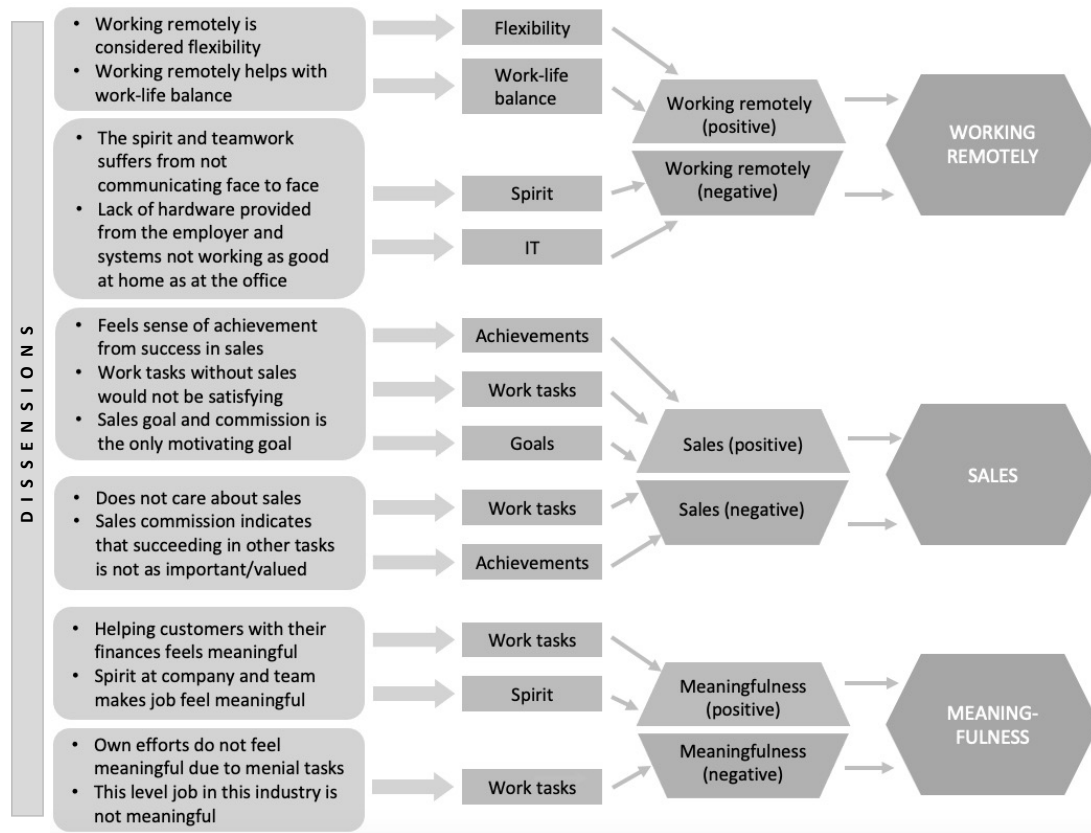 DISSENSIONS
• Working remotely is
considered flexibility
• Working remotely helps with
work-life balance
Flexibility
Work-life
balance
• The spirit and teamwork
suffers from not
communicating face to face
• Lack of hardware provided
from the employer and
systems not working as good
at home as at the office
Spirit
IT
Working remotely
(positive)
Working remotely
(negative)
WORKING
REMOTELY
• Feels sense of achievement
from success in sales
• Work tasks without sales
would not be satisfying
• Sales goal and commission is
the only motivating goal
Achievements
Work tasks
Goals
• Does not care about sales
• Sales commission indicates
that succeeding in other tasks
is not as important/valued
Work tasks
Achievements
Sales (positive)
Sales (negative)
SALES
• Helping customers with their
finances feels meaningful
• Spirit at company and team
makes job feel meaningful
Work tasks
Spirit
• Own efforts do not feel
meaningful due to menial tasks
• This level job in this industry is
not meaningful
Work tasks
Meaningfulness
(positive)
Meaningfulness
(negative)
MEANING-
FULNESS